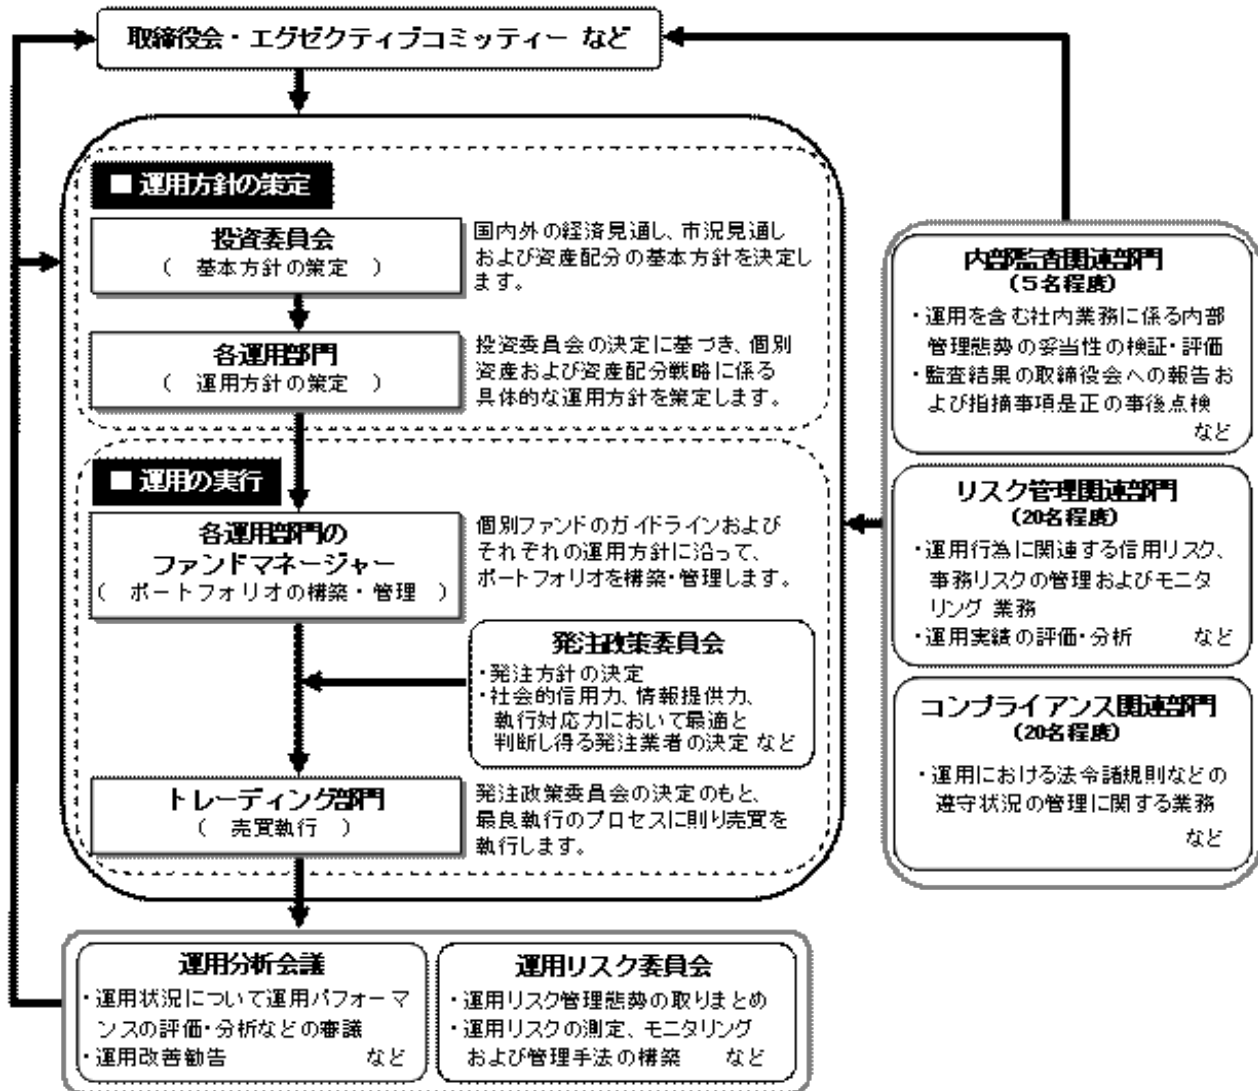 取締役会・エグゼクティブコミッティー など
■ 運用方針の策定
投資委員会
（ 基本方針の策定 ）
国内外の経済見通し、市況見通し
および資産配分の基本方針を決定し
ます。
各運用部門
（ 運用方針の策定 ）
投資委員会の決定に基づき、個別
資産および資産配分戦略に係る
具体的な運用方針を策定します。
■ 運用の実行
各運用部門の
ファンドマネージャー
（ ポートフォリオの構築・管理 ）
個別ファンドのガイドラインおよび
それぞれの運用方針に沿って、
ポートフォリオを構築・管理します。
発注政策委員会
・発注方針の決定
・社会的信用力、情報提供力、
執行対応力において最適と
判断し得る発注業者の決定 など
トレーディング部門
（ 売買執行 ）
発注政策委員会の決定のもと、
最良執行のプロセスに則り売買を
執行します。
内部監査関連部門
（５名程度）
・運用を含む社内業務に係る内部
管理態勢の妥当性の検証・評価
・監査結果の取締役会への報告お
よび指摘事項是正の事後点検
など
リスク管理関連部門
（20名程度）
・運用行為に関連する信用リスク、
事務リスクの管理およびモニタ
リング 業務
・運用実績の評価・分析 など
コンプライアンス関連部門
（20名程度）
・運用における法令諸規則などの
遵守状況の管理に関する業務
など
運用分析会議
・運用状況について運用パフォーマ
ンスの評価・分析などの審議
・運用改善勧告 など
運用リスク委員会
・運用リスク管理態勢の取りまとめ
・運用リスクの測定、モニタリング
および管理手法の構築 など